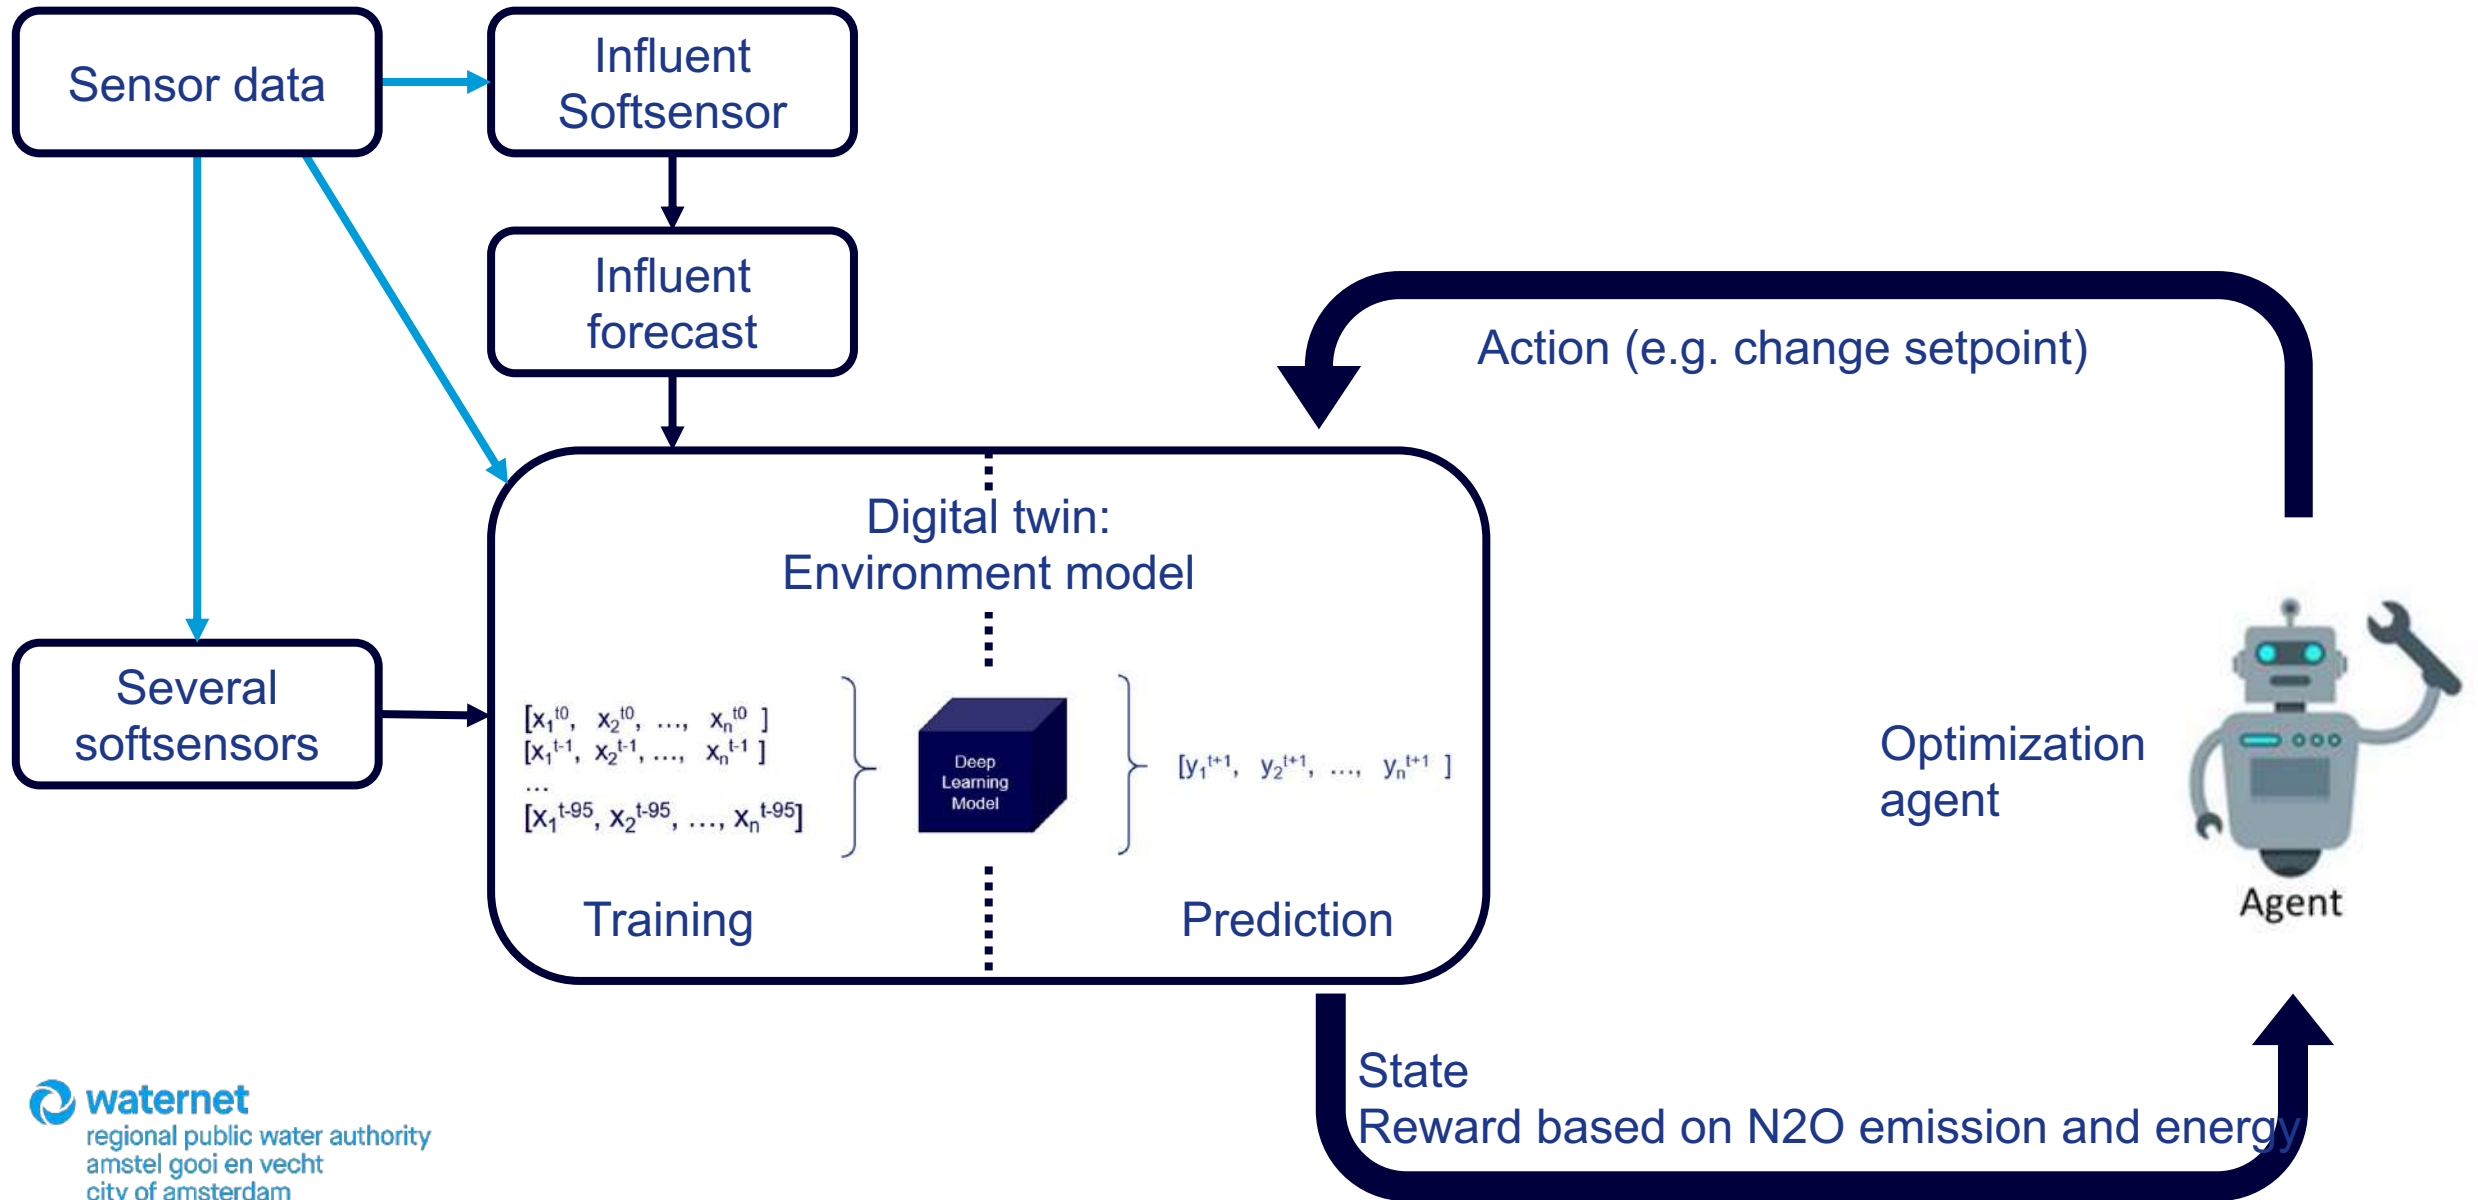 Sensor data
Influent
Softsensor
Influent
forecast
Action (e.g. change setpoint)
Digital twin:
Environment model
Several
softsensors
[x₁ᵗ⁰, x₂ᵗ⁰, ..., xₙᵗ⁰ ]
[x₁ᵗ⁻¹, x₂ᵗ⁻¹, ..., xₙᵗ⁻¹ ]
...
[x₁ᵗ⁻⁹⁵, x₂ᵗ⁻⁹⁵, ..., xₙᵗ⁻⁹⁵]
Deep
Learning
Model
[y₁ᵗ⁺¹, y₂ᵗ⁺¹, ..., yₙᵗ⁺¹ ]
Training
Prediction
Optimization
agent
Agent
State
Reward based on N2O emission and energy
waternet
regional public water authority
amstel gooi en vecht
city of amsterdam